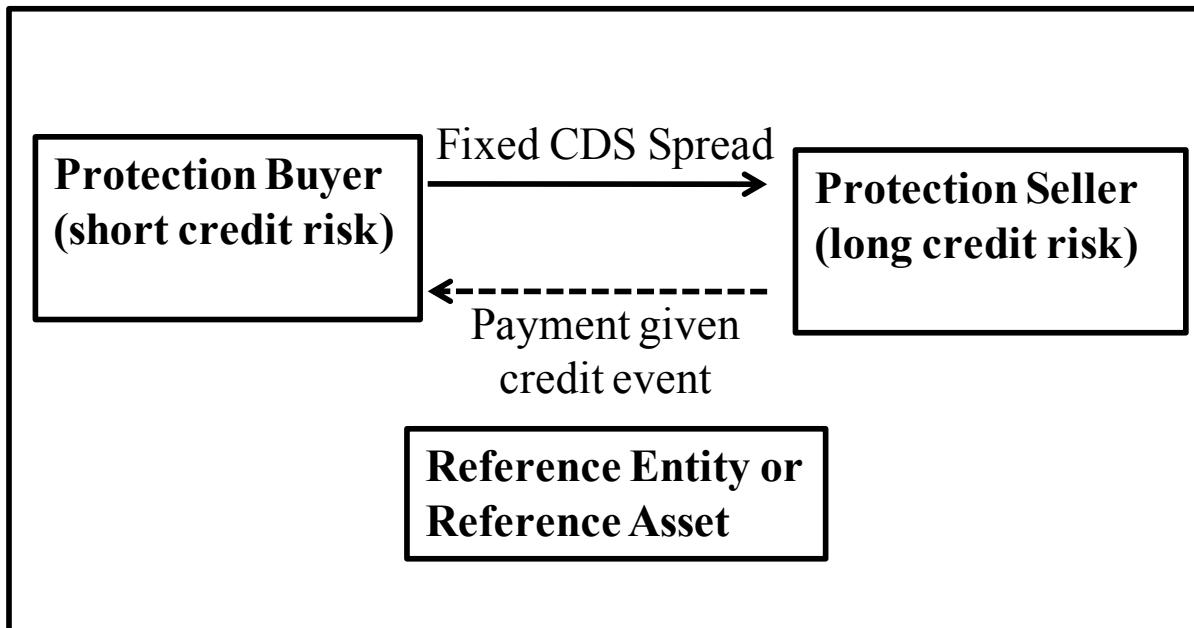 Fixed CDS Spread
Protection Buyer
(short credit risk)
Protection Seller
(long credit risk)
Payment given
credit event
Reference Entity or
Reference Asset